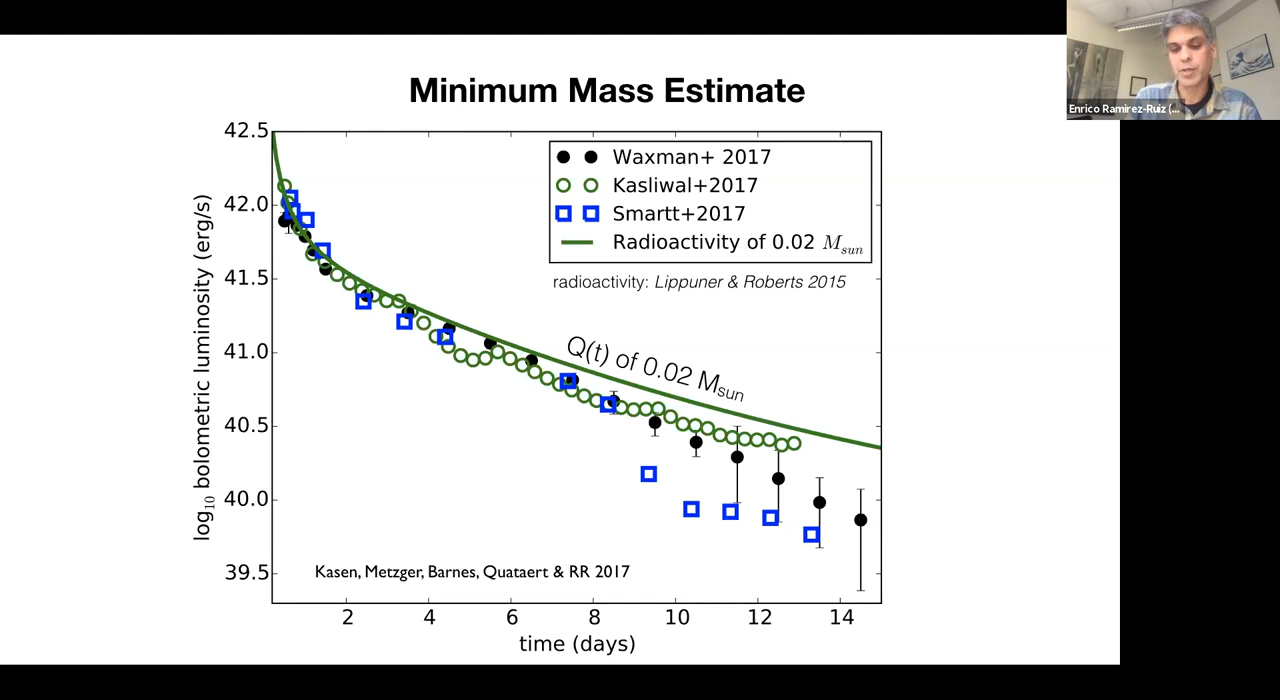 Enrico Ramirez-Ruiz (...
Minimum Mass Estimate
42.5
42.0
41.5
41.0
40.5
40.0
39.5
log10 bolometric luminosity (erg/s)
Waxman+ 2017
Kasliwal+2017
Smartt+2017
Radioactivity of 0.02 Msun
radioactivity: Lippuner & Roberts 2015
Q(t) of 0.02 Msun
Kasen, Metzger, Barnes, Quataert & RR 2017
2 4 6 8 10 12 14
time (days)